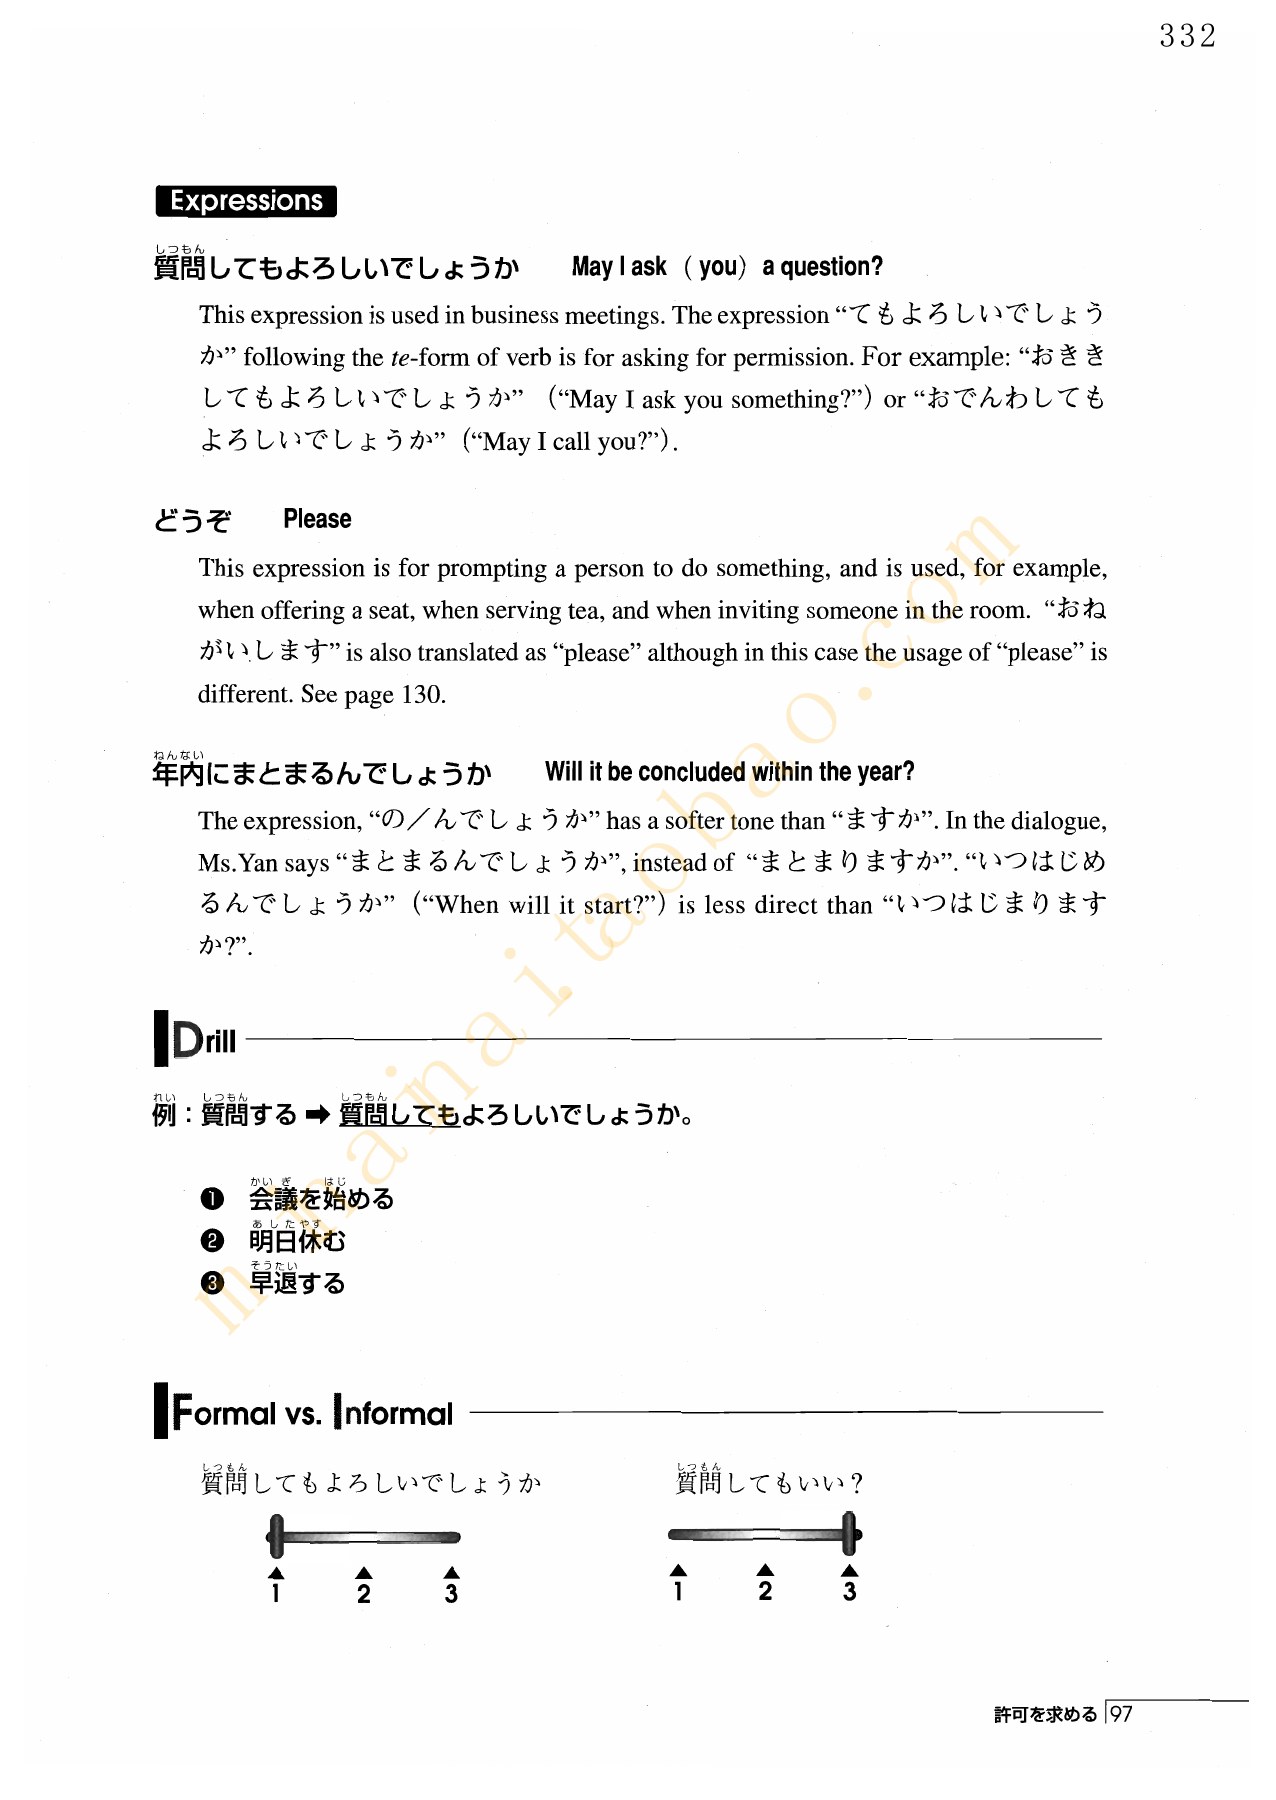 332
Expressions
しつもん
質問してもよろしいでしょうか May I ask （you） a question?
This expression is used in business meetings. The expression “てもよろしいでしょう
か” following the te-form of verb is for asking for permission. For example: “おきき
してもよろしいでしょうか” （“May I ask you something?”）or “おでんわしても
よろしいでしょうか”（“May I call you?”）.
どうぞ Please
This expression is for prompting a person to do something, and is used, for example,
when offering a seat, when serving tea, and when inviting someone in the room. “おね
がいします” is also translated as “please” although in this case the usage of “please” is
different. See page 130.
ねんない
年内にまとまるんでしょうか Will it be concluded within the year?
The expression, “の／んでしょうか” has a softer tone than “ますか”. In the dialogue,
Ms.Yan says “まとまるんでしょうか”, instead of “まとまりますか”. “いつはじめ
るんでしょうか”（“When will it start?”）is less direct than “いつはじまります
か?”.
Drill
れい しつもん しつもん
例：質問する ➡ 質問してもよろしいでしょうか。
かい ぎ はじ
❶ 会議を始める
あした やす
❷ 明日休む
そうたい
❸ 早退する
Formal vs. Informal
しつもん しつもん
質問してもよろしいでしょうか 質問してもいい？
▲ ▲ ▲ ▲ ▲ ▲
1 2 3 1 2 3
許可を求める 97
mainainai.taobao.com